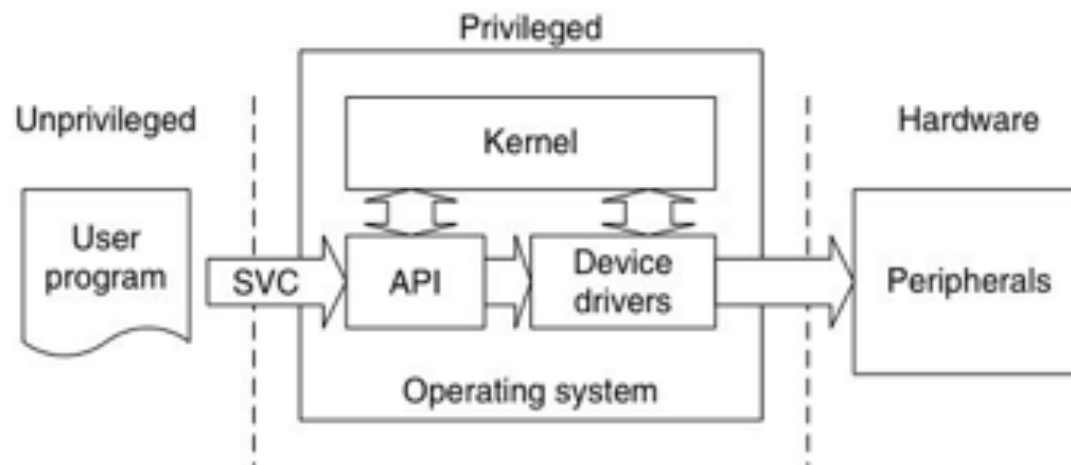 Privileged
Unprivileged
Hardware
Kernel
User
program
SVC
API
Device
drivers
Peripherals
Operating system